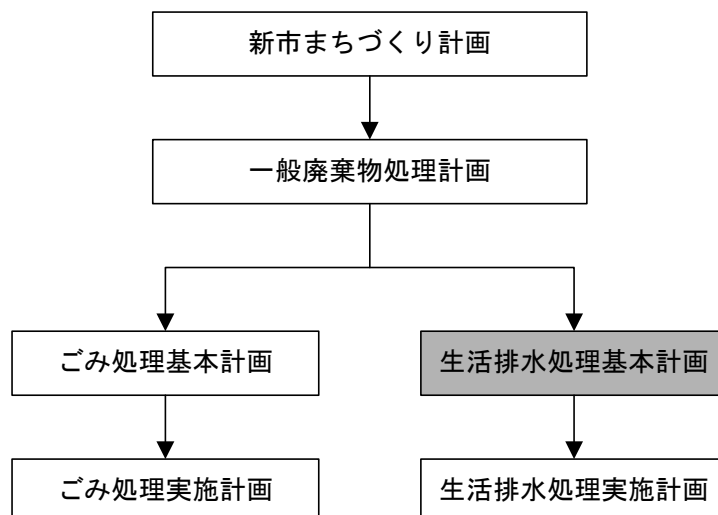 新市まちづくり計画
一般廃棄物処理計画
ごみ処理基本計画
生活排水処理基本計画
ごみ処理実施計画
生活排水処理実施計画